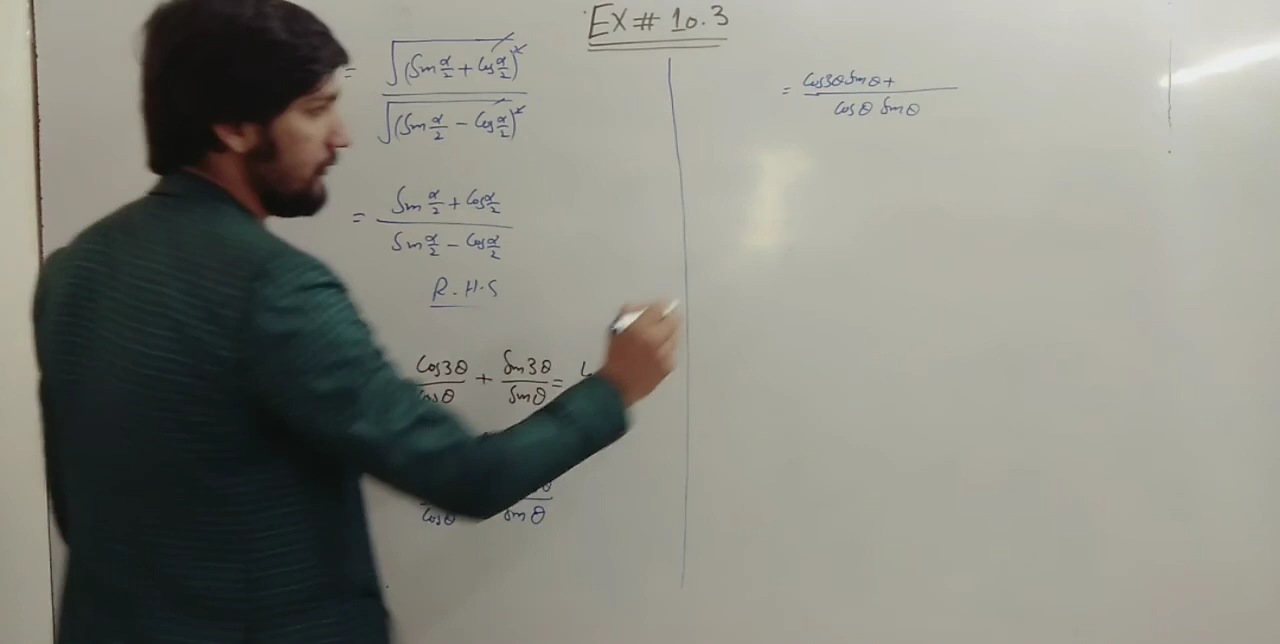 EX # 10.3
= √(Sin α/2 + Cos α/2)² / √(Sin α/2 - Cos α/2)²
= Sin α/2 + Cos α/2 / Sin α/2 - Cos α/2
R.H.S
Cos3θ / Cosθ + Sin3θ / Sinθ =
Cosθ Sinθ
= Cos3θ Sinθ + / Cosθ Sinθ